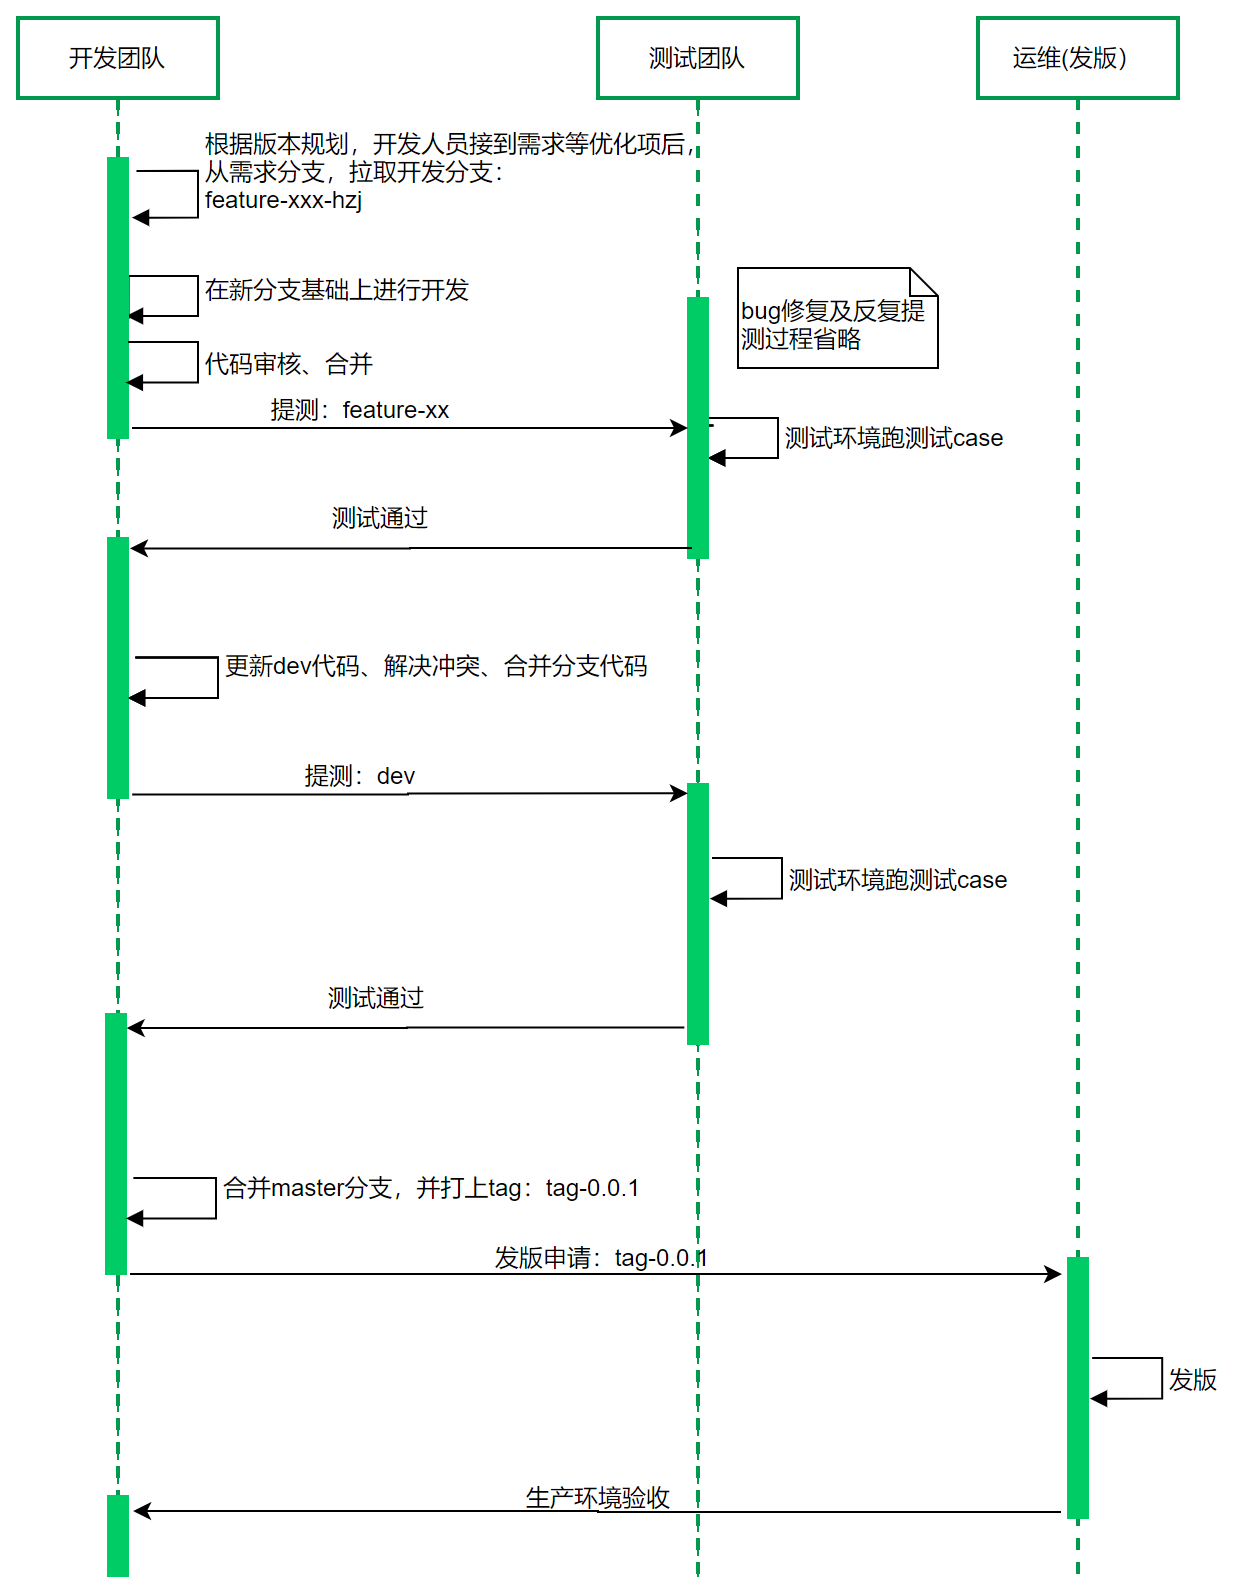 开发团队
测试团队
运维(发版）
根据版本规划，开发人员接到需求等优化项后，
从需求分支，拉取开发分支：
feature-xxx-hzj
在新分支基础上进行开发
bug修复及反复提
测过程省略
代码审核、合并
提测：feature-xx
测试环境跑测试case
测试通过
更新dev代码、解决冲突、合并分支代码
提测：dev
测试环境跑测试case
测试通过
合并master分支，并打上tag：tag-0.0.1
发版申请：tag-0.0.1
发版
生产环境验收